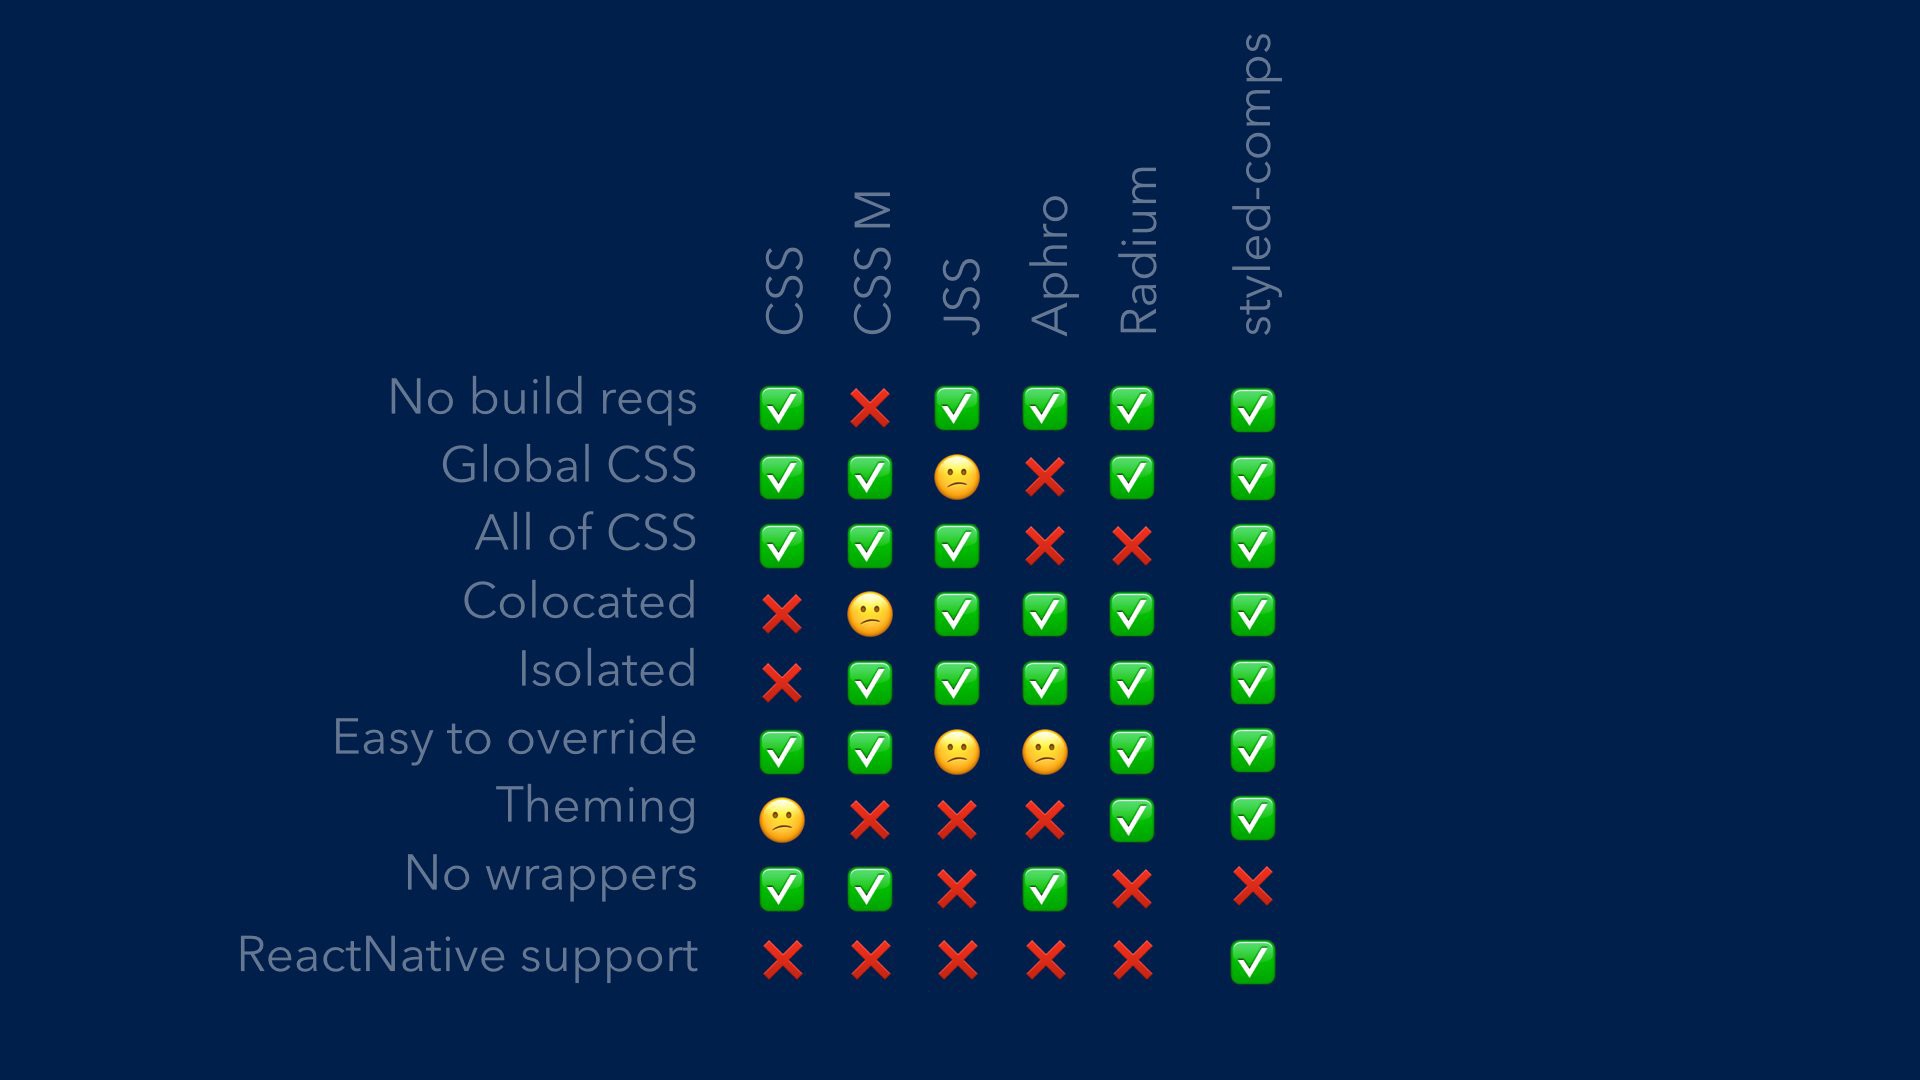 CSS
CSS M
JSS
Aphro
Radium
styled-comps
No build reqs ✅ ❌ ✅ ✅ ✅ ✅
Global CSS ✅ ✅ 😕 ❌ ✅ ✅
All of CSS ✅ ✅ ✅ ❌ ❌ ✅
Colocated ❌ 😕 ✅ ✅ ✅ ✅
Isolated ❌ ✅ ✅ ✅ ✅ ✅
Easy to override ✅ ✅ 😕 😕 ✅ ✅
Theming 😕 ❌ ❌ ❌ ✅ ✅
No wrappers ✅ ✅ ❌ ✅ ❌ ❌
ReactNative support ❌ ❌ ❌ ❌ ❌ ✅